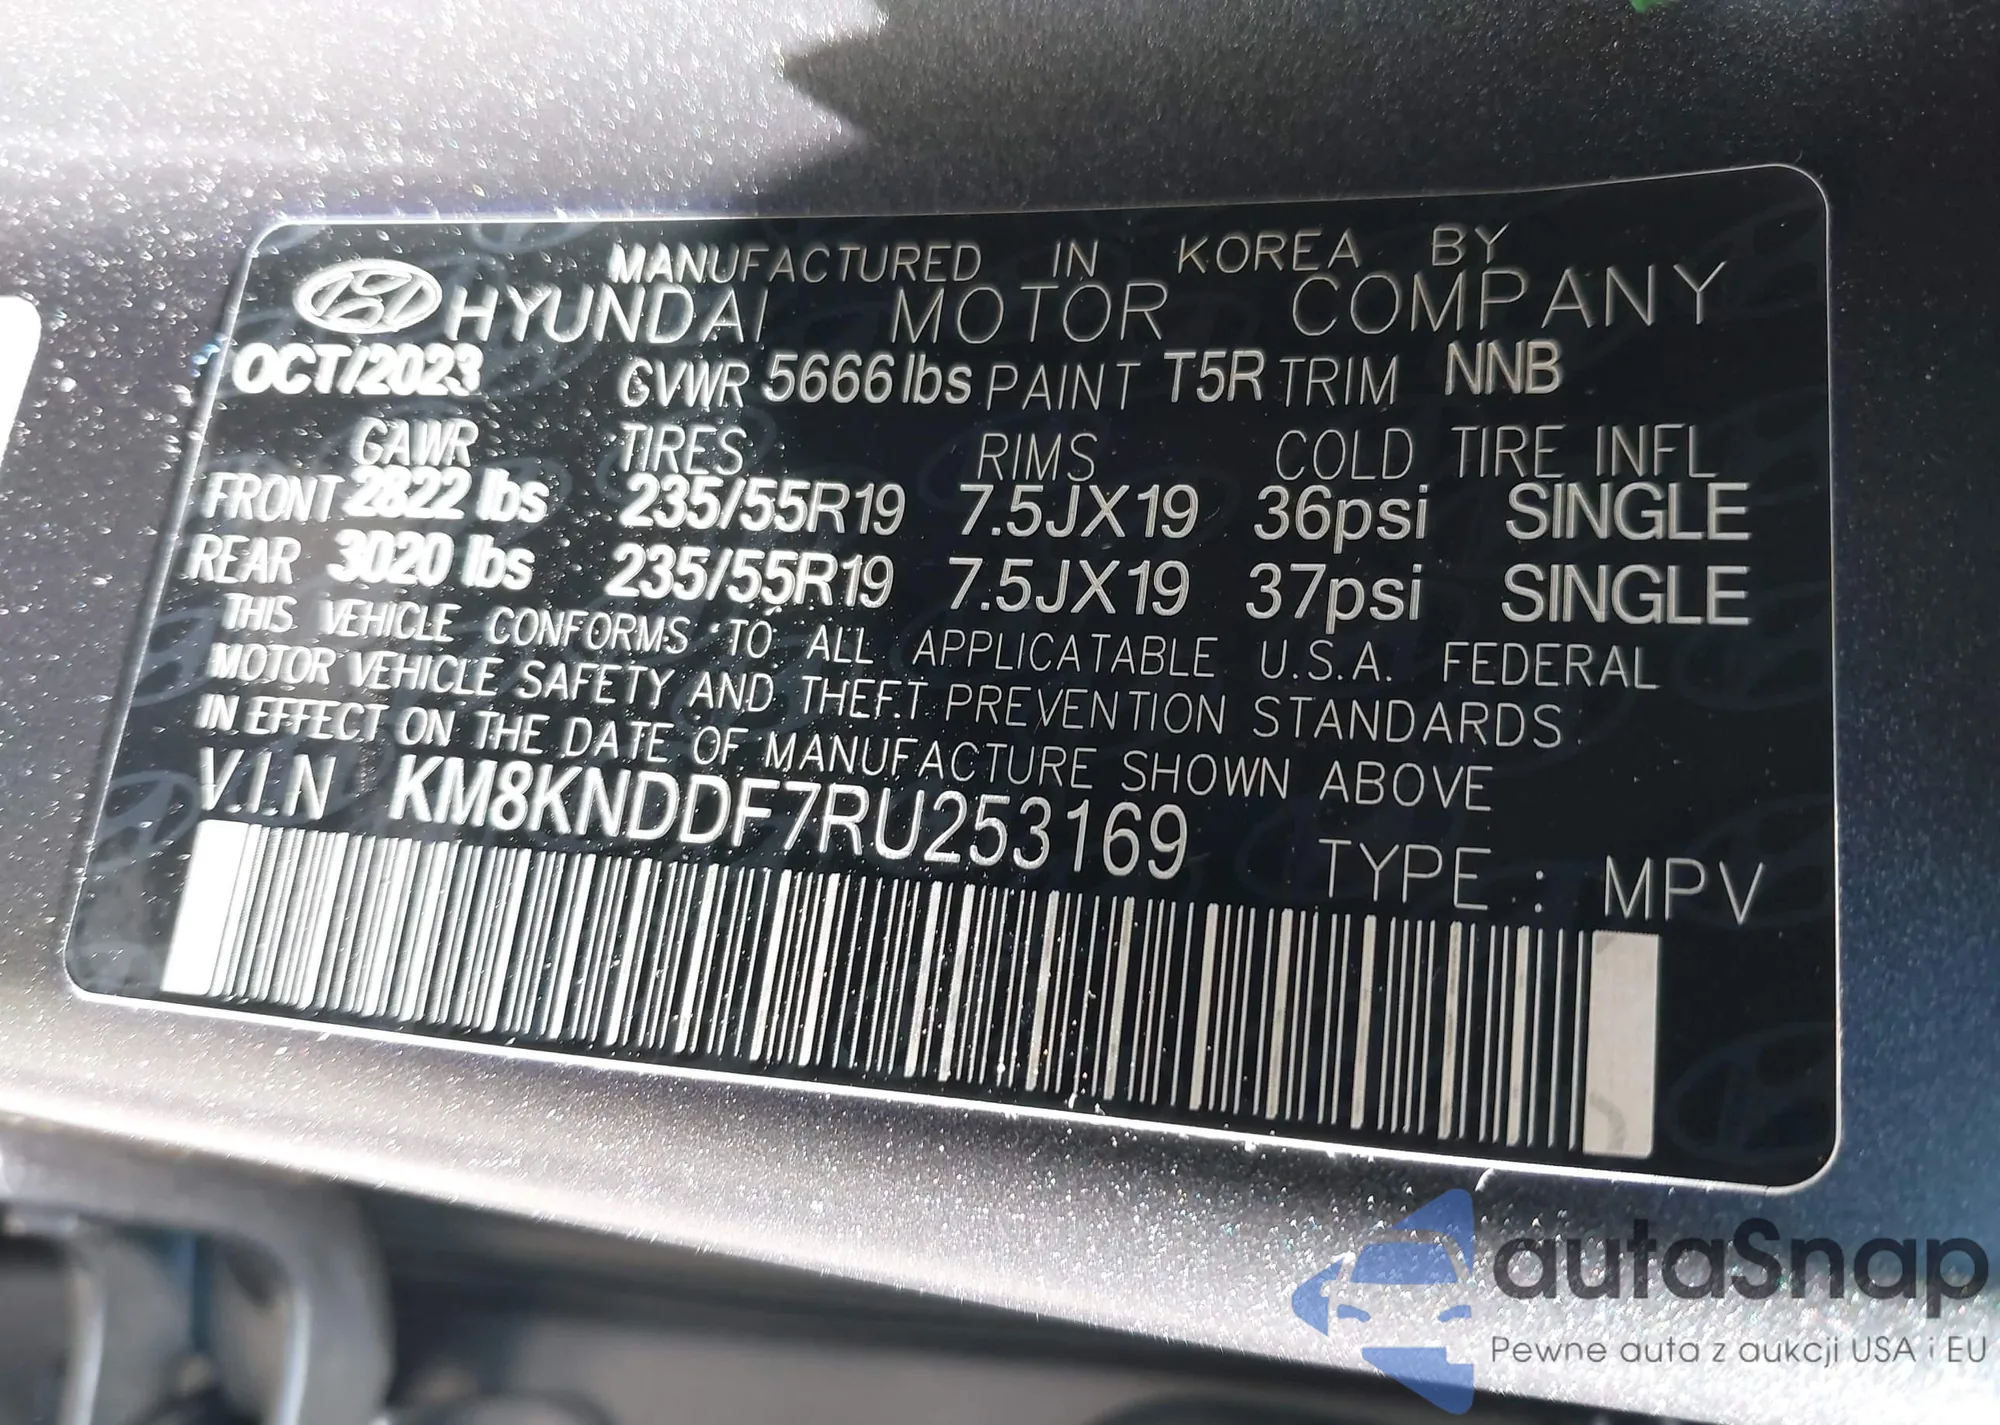 MANUFACTURED IN KOREA BY
HYUNDAI MOTOR COMPANY
OCT/2023 GVWR 5666lbs PAINT T5R TRIM NNB
GAWR TIRES RIMS COLD TIRE INFL
FRONT 2822 lbs 235/55R19 7.5JX19 36psi SINGLE
REAR 3020 lbs 235/55R19 7.5JX19 37psi SINGLE
THIS VEHICLE CONFORMS TO ALL APPLICATABLE U.S.A. FEDERAL
MOTOR VEHICLE SAFETY AND THEFT PREVENTION STANDARDS
IN EFFECT ON THE DATE OF MANUFACTURE SHOWN ABOVE
V.I.N KM8KNDDF7RU253169
TYPE : MPV
autaSnap
Pewne auta z aukcji USA i EU